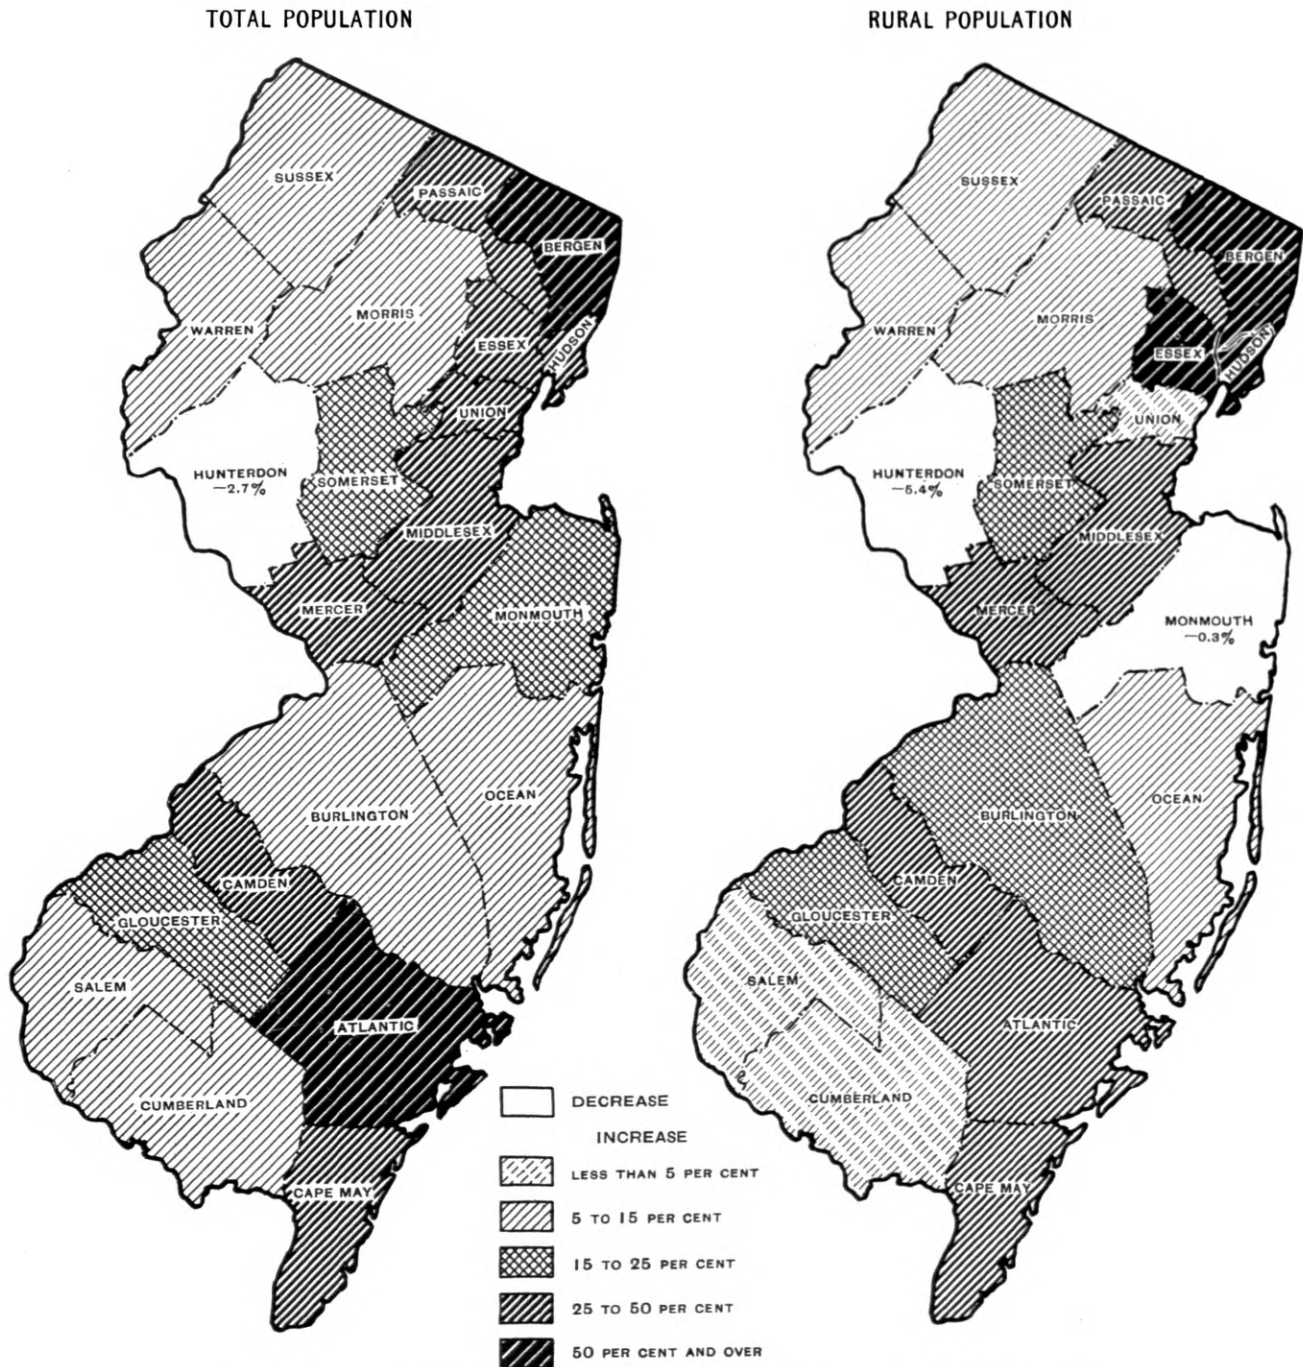 TOTAL POPULATION
SUSSEX
PASSAIC
BERGEN
WARREN
MORRIS
ESSEX
HUDSON
UNION
HUNTERDON
—2.7%
SOMERSET
MIDDLESEX
MERCER
MONMOUTH
BURLINGTON
OCEAN
CAMDEN
GLOUCESTER
SALEM
ATLANTIC
CUMBERLAND
CAPE MAY
RURAL POPULATION
SUSSEX
PASSAIC
BERGEN
WARREN
MORRIS
ESSEX
HUDSON
UNION
HUNTERDON
—5.4%
SOMERSET
MIDDLESEX
MERCER
MONMOUTH
—0.3%
BURLINGTON
OCEAN
CAMDEN
GLOUCESTER
SALEM
ATLANTIC
CUMBERLAND
CAPE MAY
DECREASE
INCREASE
LESS THAN 5 PER CENT
5 TO 15 PER CENT
15 TO 25 PER CENT
25 TO 50 PER CENT
50 PER CENT AND OVER